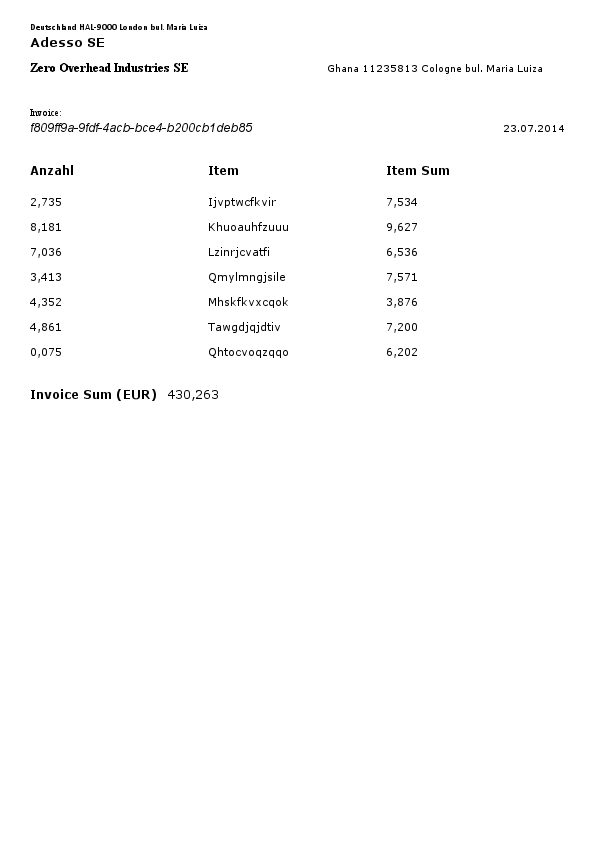 Deutschland HAL-9000 London bul. Maria Luiza
Adesso SE
Zero Overhead Industries SE Ghana 11235813 Cologne bul. Maria Luiza
Invoice:
f809ff9a-9fdf-4acb-bce4-b200cb1deb85 23.07.2014
Anzahl Item Item Sum
2,735 Ijvptwcfkvir 7,534
8,181 Khuoauhfzuuu 9,627
7,036 Lzinrjcvatfi 6,536
3,413 Qmylmngjsile 7,571
4,352 Mhskfkvxcqok 3,876
4,861 Tawgdjqjdtiv 7,200
0,075 Qhtocvoqzqqo 6,202
Invoice Sum (EUR) 430,263